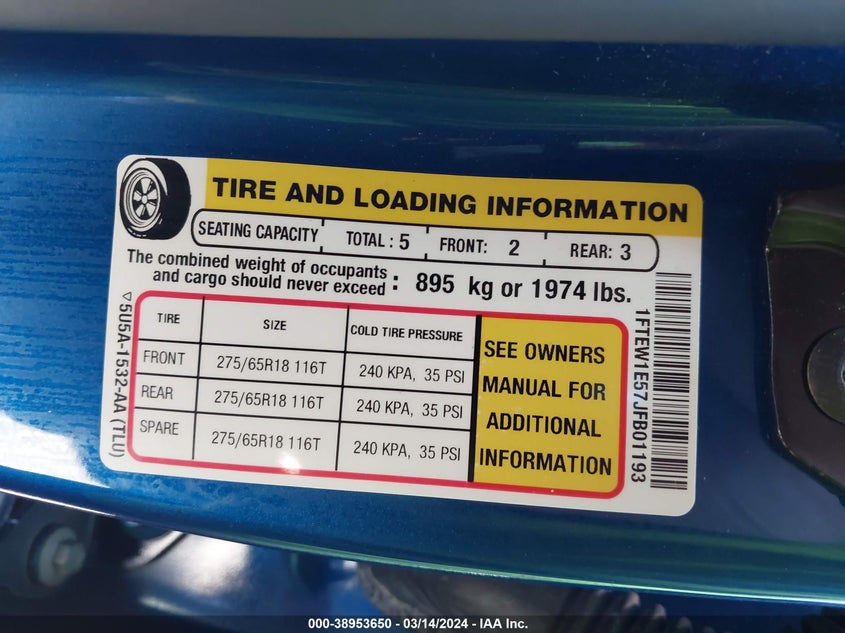 TIRE AND LOADING INFORMATION
SEATING CAPACITY TOTAL : 5 FRONT: 2 REAR: 3
The combined weight of occupants
and cargo should never exceed : 895 kg or 1974 lbs.
TIRE SIZE COLD TIRE PRESSURE
FRONT 275/65R18 116T 240 KPA, 35 PSI
REAR 275/65R18 116T 240 KPA, 35 PSI
SPARE 275/65R18 116T 240 KPA, 35 PSI
SEE OWNERS
MANUAL FOR
ADDITIONAL
INFORMATION
▽5U5A-1532-AA (TLU)
1FTEW1E57JFB01193
000-38953650 - 03/14/2024 - IAA Inc.